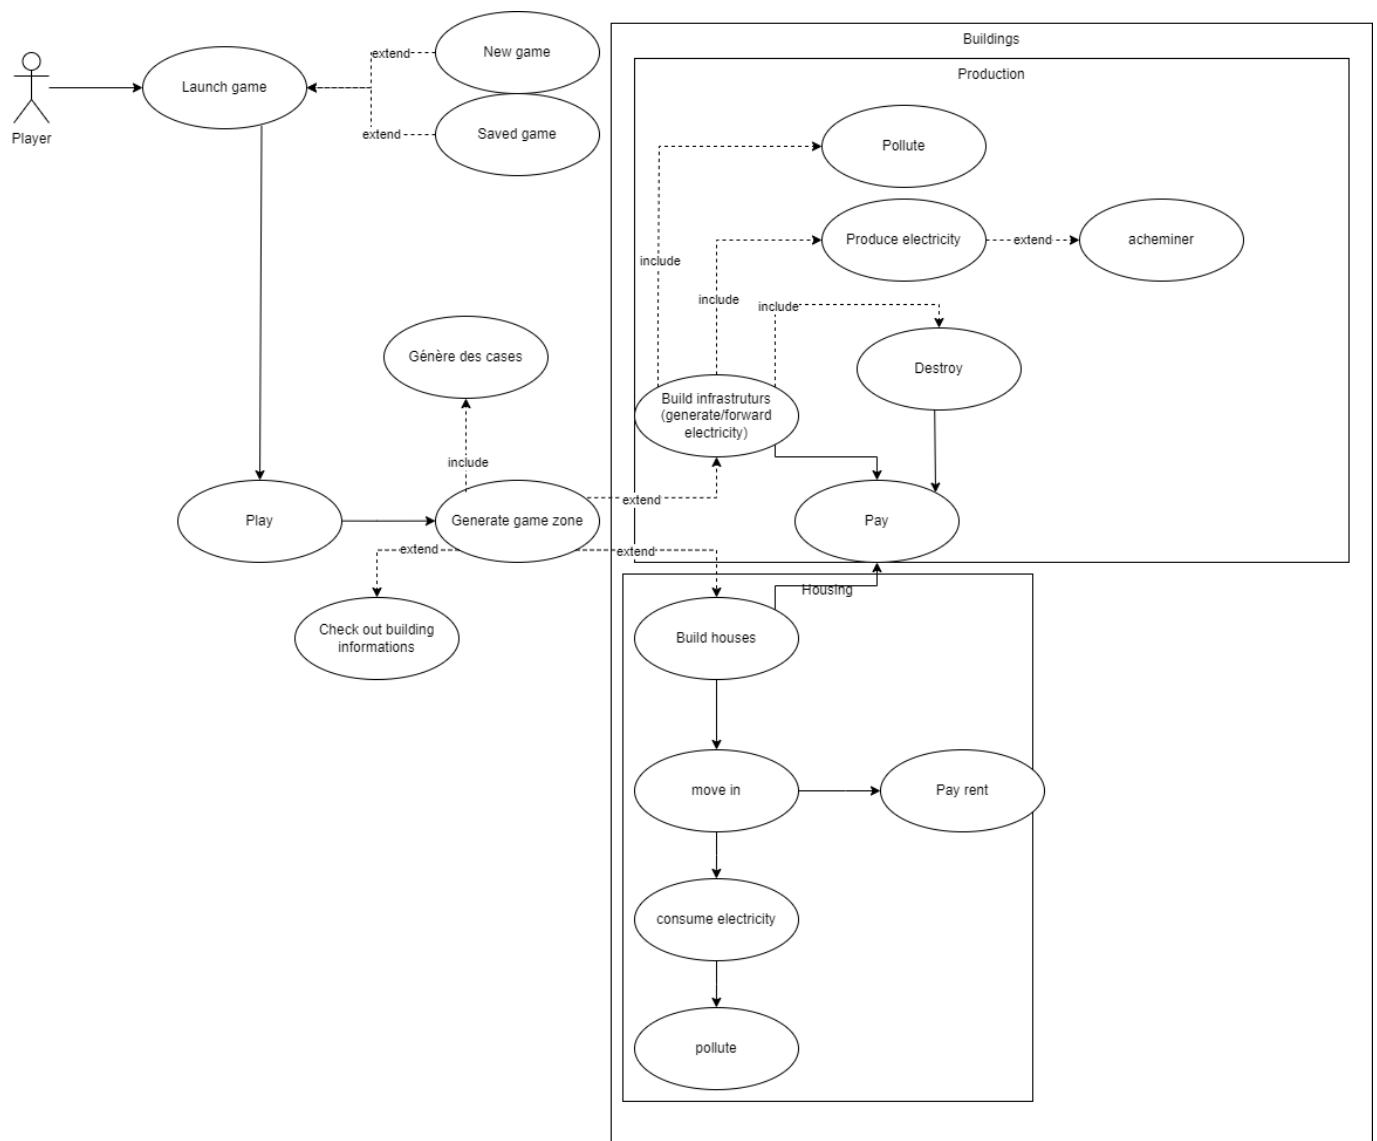 Buildings
New game
extend
Production
Launch game
Saved game
extend
Player
Pollute
Produce electricity
extend
acheminer
include
include
include
Génère des cases
Destroy
Build infrastruturs
(generate/forward
electricity)
include
extend
Play
Generate game zone
Pay
extend
extend
Housing
Check out building
informations
Build houses
move in
Pay rent
consume electricity
pollute